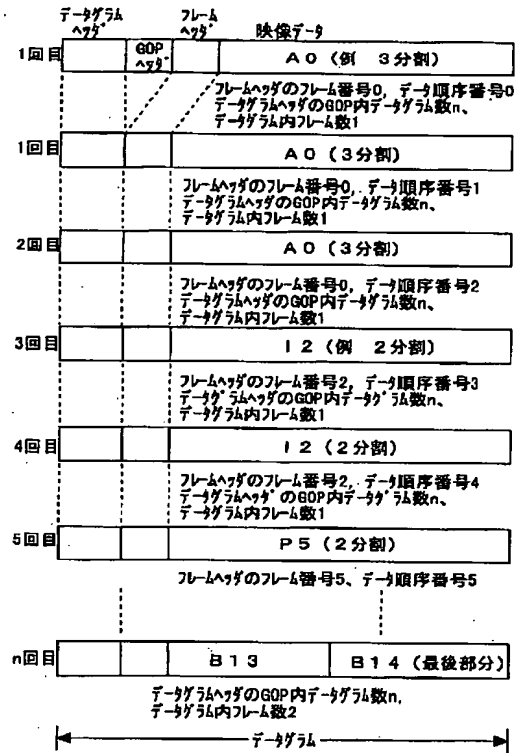 データグラム フレーム
ヘッダ ヘッダ 映像データ
1回目 GOPヘッダ A0(例 3分割)
フレームヘッダのフレーム番号0, データ順序番号0
データグラムヘッダのGOP内データグラム数n、
データグラム内フレーム数1
1回目 A0(3分割)
フレームヘッダのフレーム番号0, データ順序番号1
データグラムヘッダのGOP内データグラム数n、
データグラム内フレーム数1
2回目 A0(3分割)
フレームヘッダのフレーム番号0, データ順序番号2
データグラムヘッダのGOP内データグラム数n、
データグラム内フレーム数1
3回目 I2(例 2分割)
フレームヘッダのフレーム番号2, データ順序番号3
データグラムヘッダのGOP内データグラム数n、
データグラム内フレーム数1
4回目 I2(2分割)
フレームヘッダのフレーム番号2, データ順序番号4
データグラムヘッダのGOP内データグラム数n、
データグラム内フレーム数1
5回目 P5(2分割)
フレームヘッダのフレーム番号5、データ順序番号5
n回目 B13 B14(最後部分)
データグラムヘッダのGOP内データグラム数n,
データグラム内フレーム数2
データグラム